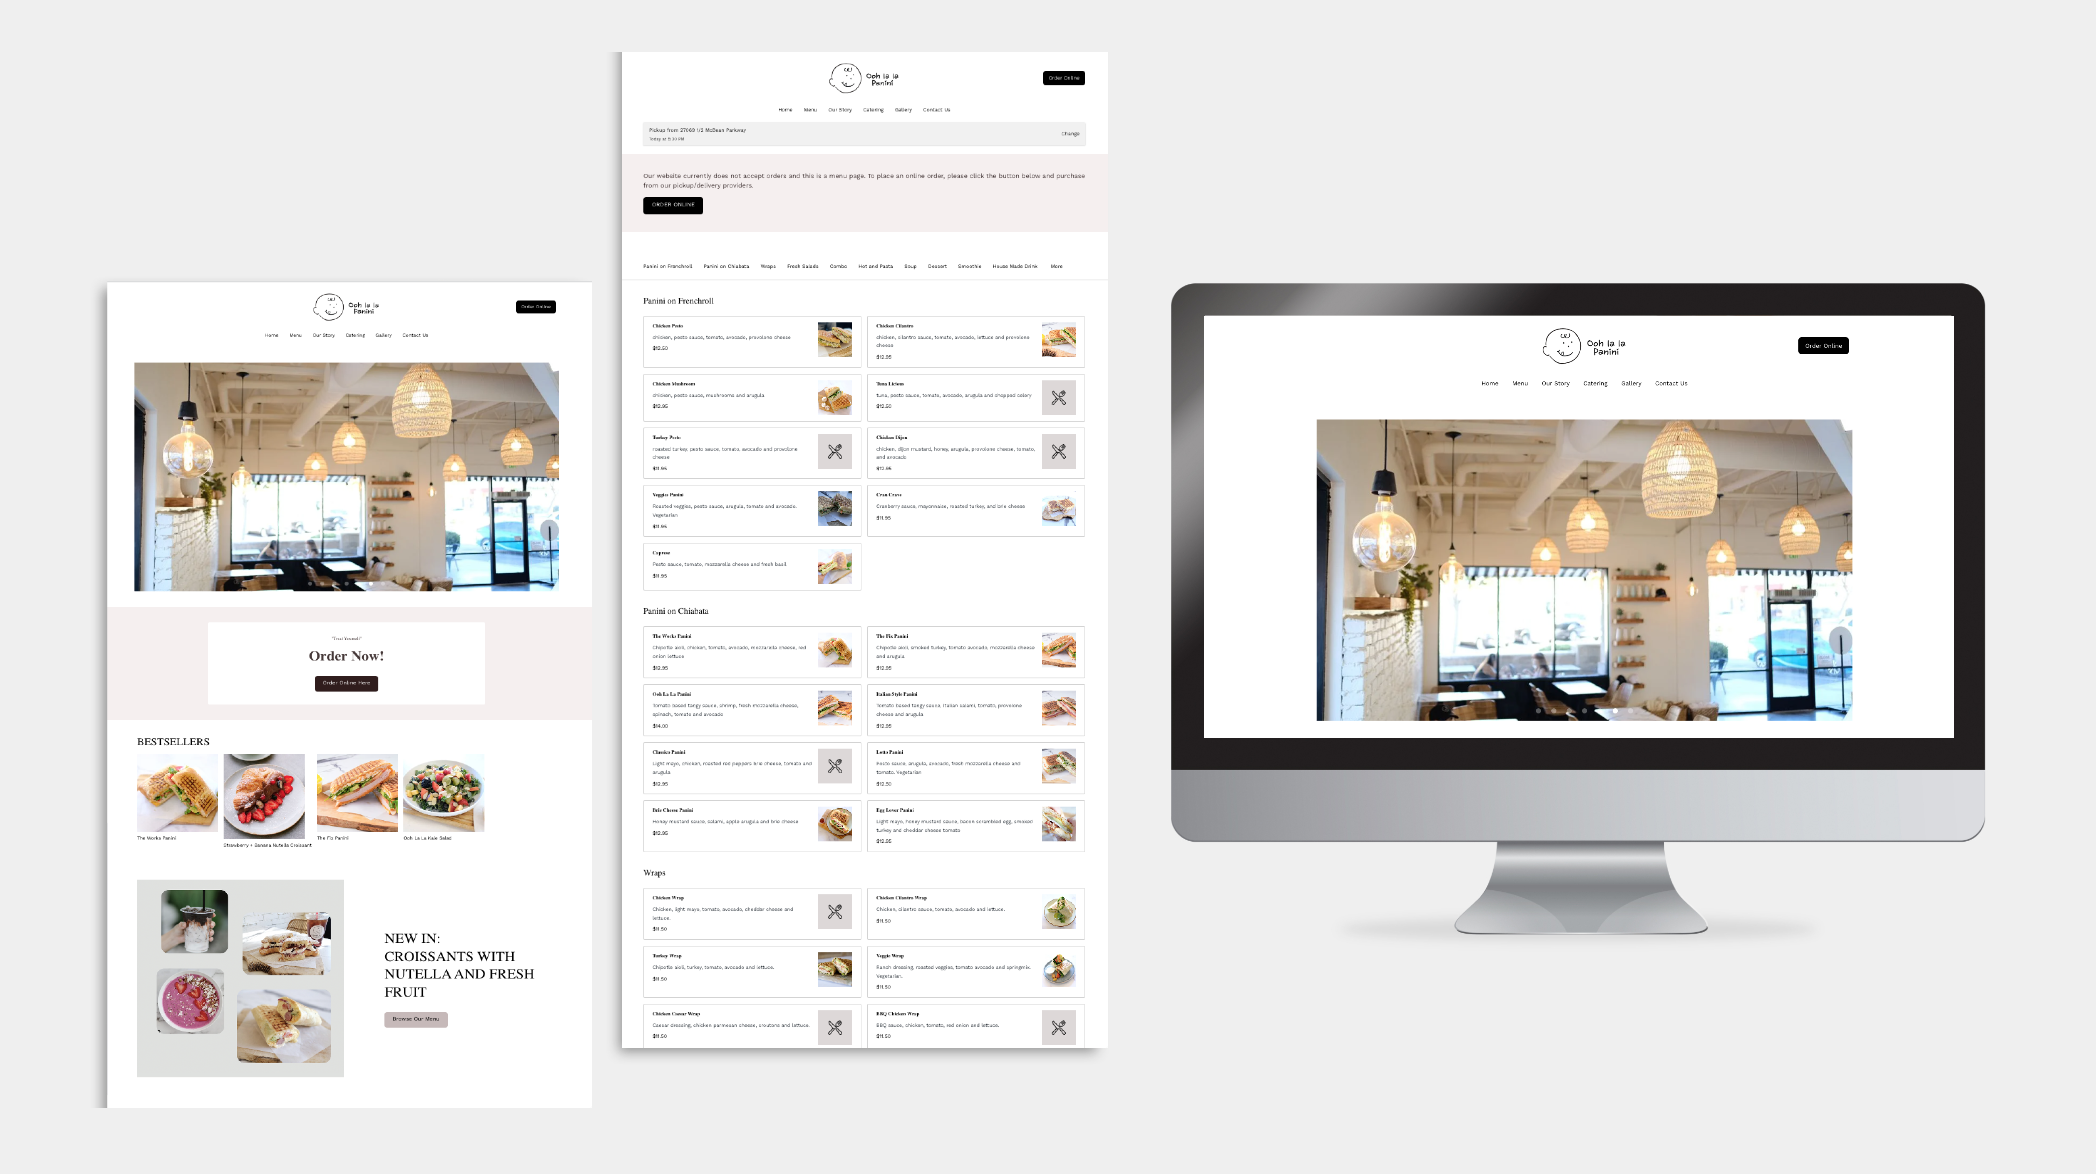 Ooh la la
Panini
Order Online
Home Menu Our Story Catering Gallery Contact Us
"Treat Yourself"
Order Now!
Order Online Here
BESTSELLERS
The Works Panini
Strawberry + Banana Nutella Croissant
The Fix Panini
Ooh La La Kale Salad
NEW IN:
CROISSANTS WITH
NUTELLA AND FRESH
FRUIT
Browse Our Menu
Ooh la la
Panini
Order Online
Home Menu Our Story Catering Gallery Contact Us
Pickup from 27069 1/2 McBean Parkway
Today at 5:30 PM
Change
Our website currently does not accept orders and this is a menu page. To place an online order, please click the button below and purchase
from our pickup/delivery providers.
ORDER ONLINE
Panini on Frenchroll Panini on Chiabata Wraps Fresh Salads Combo Hot and Pasta Soup Dessert Smoothie House Made Drink More
Panini on Frenchroll
Chicken Pesto
chicken, pesto sauce, tomato, avocado, provolone cheese
$12.50
Chicken Cilantro
chicken, cilantro sauce, tomato, avocado, lettuce and provolone
cheese
$12.95
Chicken Mushroom
chicken, pesto sauce, mushrooms and arugula
$12.95
Tuna Licious
tuna, pesto sauce, tomato, avocado, arugula and chopped celery
$12.50
Turkey Pesto
roasted turkey, pesto sauce, tomato, avocado and provolone
cheese
$11.95
Chicken Dijon
chicken, dijon mustard, honey, arugula, provolone cheese, tomato,
and avocado
$12.95
Veggies Panini
Roasted veggies, pesto sauce, arugula, tomato and avocado.
Vegetarian
$11.95
Cran Crave
Cranberry sauce, mayonnaise, roasted turkey, and brie cheese
$11.95
Caprese
Pesto sauce, tomato, mozzarella cheese and fresh basil
$11.95
Panini on Chiabata
The Works Panini
Chipotle aioli, chicken, tomato, avocado, mozzarella cheese, red
onion lettuce
$12.95
The Fix Panini
Chipotle aioli, smoked turkey, tomato avocado, mozzarella cheese
and arugula
$12.95
Ooh La La Panini
Tomato based tangy sauce, shrimp, fresh mozzarella cheese,
spinach, tomato and avocado
$14.00
Italian Style Panini
Tomato based tangy sauce, Italian salami, tomato, provolone
cheese and arugula
$12.95
Classico Panini
Light mayo, chicken, roasted red peppers brie cheese, tomato and
arugula
$12.95
Lotto Panini
Pesto sauce, arugula, avocado, fresh mozzarella cheese and
tomato. Vegetarian
$12.50
Brie Cheese Panini
Honey mustard sauce, salami, apple arugula and brie cheese
$12.95
Egg Lover Panini
Light mayo, honey mustard sauce, bacon scrambled egg, smoked
turkey and cheddar cheese tomato
$12.95
Wraps
Chicken Wrap
Chicken, light mayo, tomato, avocado, cheddar cheese and
lettuce.
$11.50
Chicken Cilantro Wrap
Chicken, cilantro sauce, tomato, avocado and lettuce.
$11.50
Turkey Wrap
Chipotle aioli, turkey, tomato, avocado and lettuce.
$11.50
Veggie Wrap
Ranch dressing, roasted veggies, tomato avocado and springmix.
Vegetarian.
$11.50
Chicken Caesar Wrap
Caesar dressing, chicken parmesan cheese, croutons and lettuce.
$11.50
BBQ Chicken Wrap
BBQ sauce, chicken, tomato, red onion and lettuce.
$11.50
Ooh la la
Panini
Order Online
Home Menu Our Story Catering Gallery Contact Us